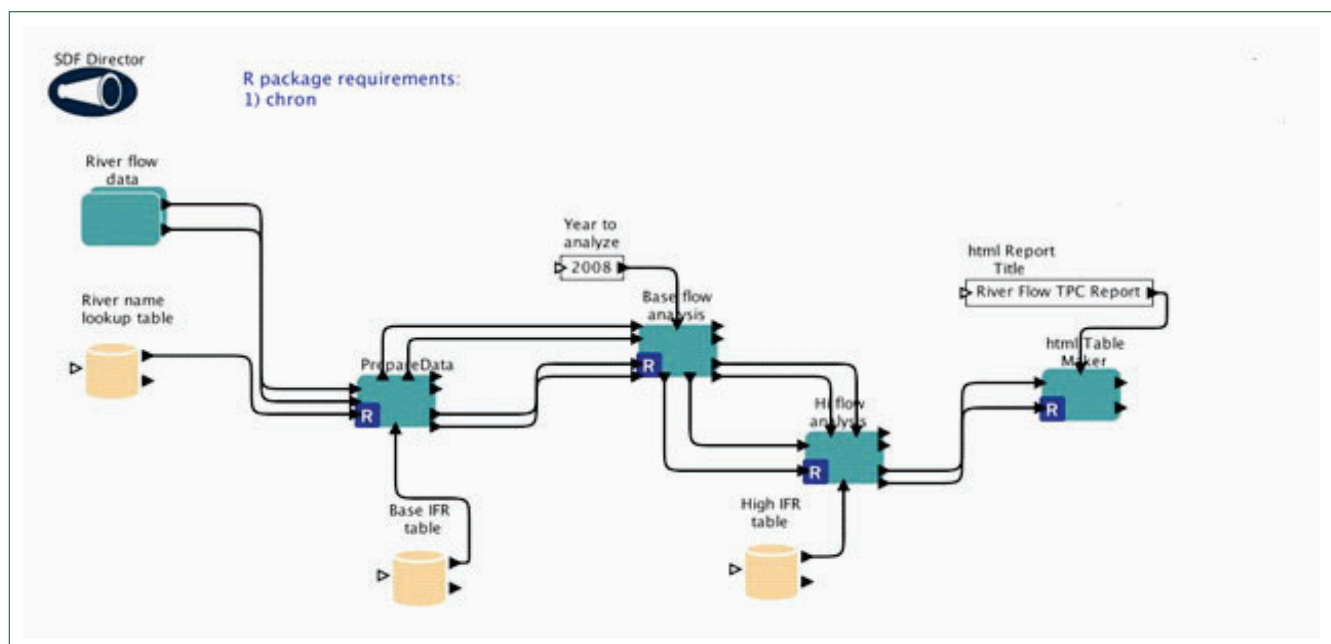 SDF Director
R package requirements:
1) chron
River flow
data
River name
lookup table
PrepareData
R
Base IFR
table
Year to
analyze
2008
Base flow
analysis
R
Hi flow
analysis
R
High IFR
table
html Report
Title
River Flow TPC Report
html Table
Maker
R